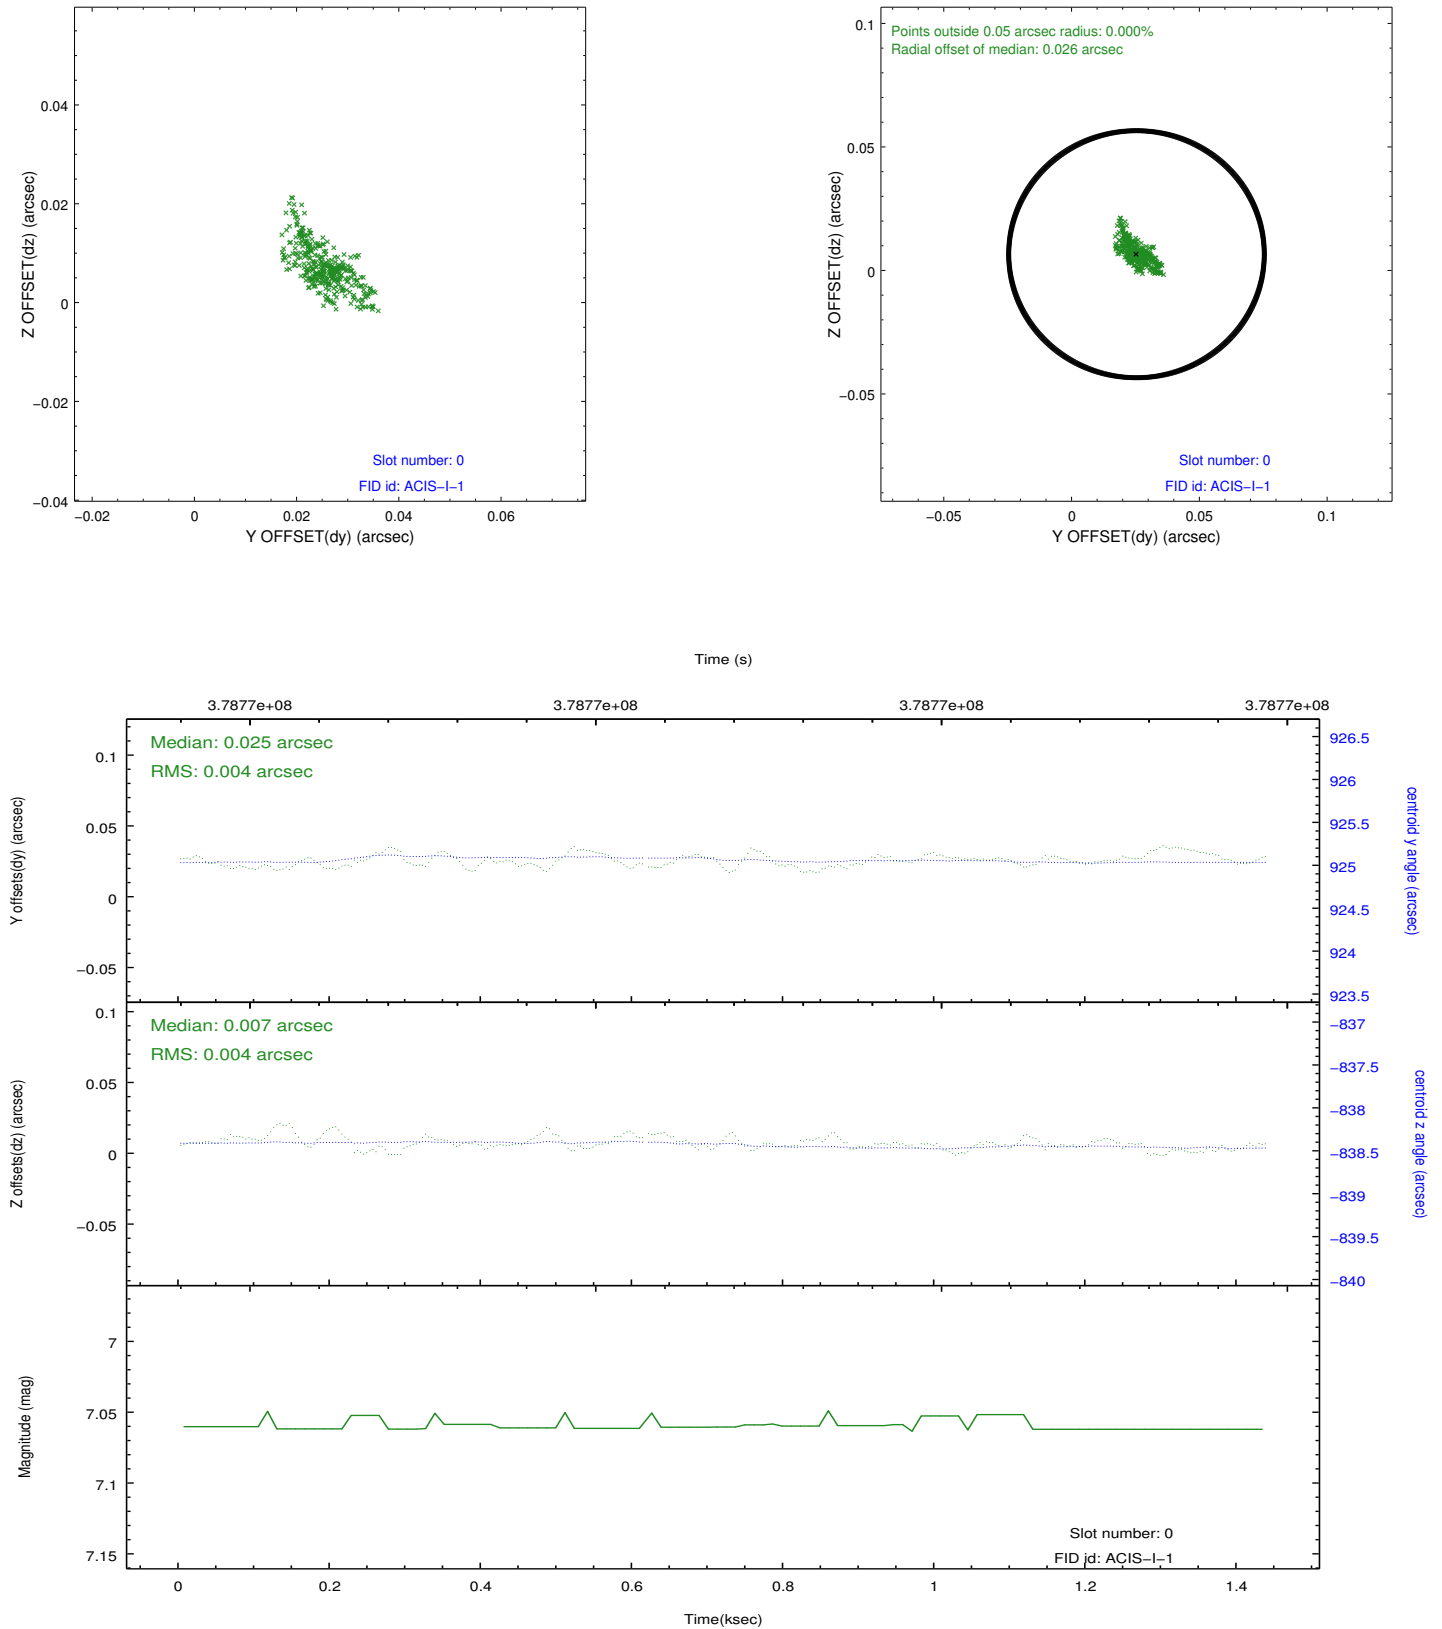 0.04
0.02
0
−0.02
−0.04
Z OFFSET(dz) (arcsec)
Slot number: 0
FID id: ACIS−I−1
−0.02 0 0.02 0.04 0.06
Y OFFSET(dy) (arcsec)
Points outside 0.05 arcsec radius: 0.000%
Radial offset of median: 0.026 arcsec
0.1
0.05
0
−0.05
Z OFFSET(dz) (arcsec)
Slot number: 0
FID id: ACIS−I−1
−0.05 0 0.05 0.1
Y OFFSET(dy) (arcsec)
Time (s)
3.7877e+08 3.7877e+08 3.7877e+08 3.7877e+08
Median: 0.025 arcsec
RMS: 0.004 arcsec
0.1
0.05
0
−0.05
Y offsets(dy) (arcsec)
926.5
926
925.5
925
924.5
924
923.5
centroid y angle (arcsec)
Median: 0.007 arcsec
RMS: 0.004 arcsec
0.1
0.05
0
−0.05
Z offsets(dz) (arcsec)
−837
−837.5
−838
−838.5
−839
−839.5
−840
centroid z angle (arcsec)
7
7.05
7.1
7.15
Magnitude (mag)
Slot number: 0
FID id: ACIS−I−1
0 0.2 0.4 0.6 0.8 1 1.2 1.4
Time(ksec)